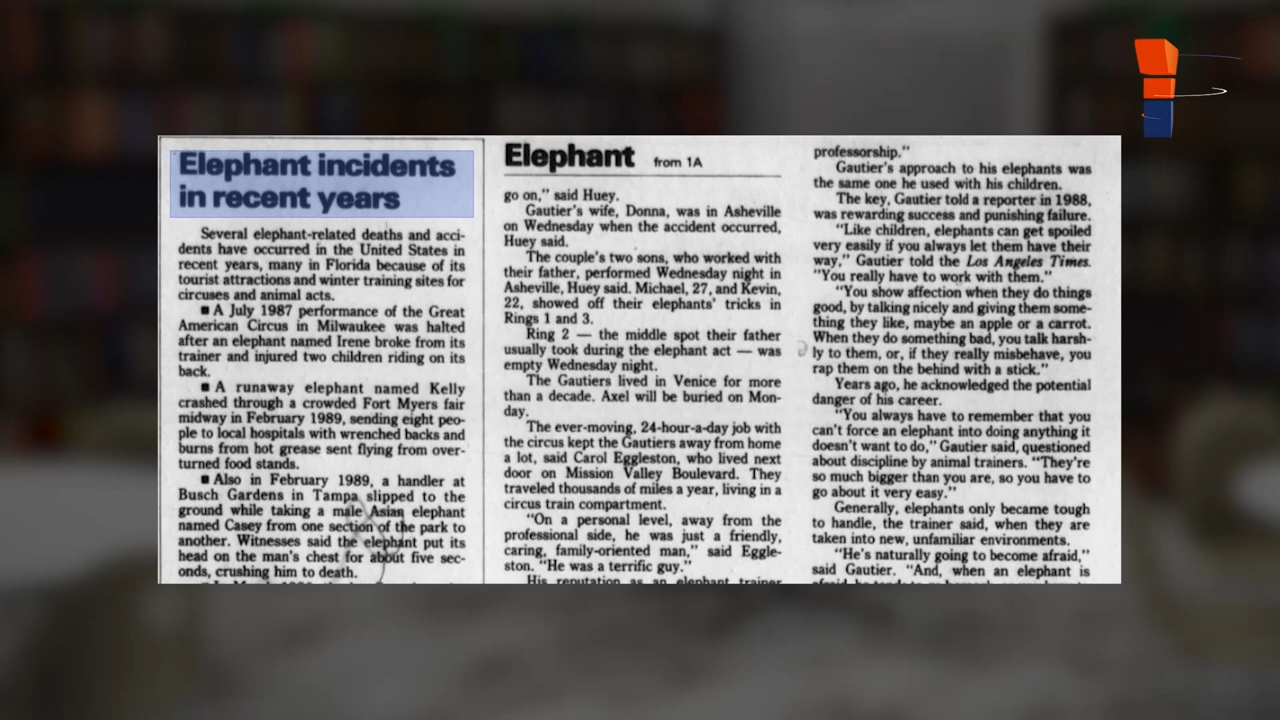 Elephant incidents
in recent years
Several elephant-related deaths and acci-
dents have occurred in the United States in
recent years, many in Florida because of its
tourist attractions and winter training sites for
circuses and animal acts.
■ A July 1987 performance of the Great
American Circus in Milwaukee was halted
after an elephant named Irene broke from its
trainer and injured two children riding on its
back.
■ A runaway elephant named Kelly
crashed through a crowded Fort Myers fair
midway in February 1989, sending eight peo-
ple to local hospitals with wrenched backs and
burns from hot grease sent flying from over-
turned food stands.
■ Also in February 1989, a handler at
Busch Gardens in Tampa slipped to the
ground while taking a male Asian elephant
named Casey from one section of the park to
another. Witnesses said the elephant put its
head on the man's chest for about five sec-
onds, crushing him to death.
Elephant from 1A
go on," said Huey.
Gautier's wife, Donna, was in Asheville
on Wednesday when the accident occurred,
Huey said.
The couple's two sons, who worked with
their father, performed Wednesday night in
Asheville, Huey said. Michael, 27, and Kevin,
22, showed off their elephants' tricks in
Rings 1 and 3.
Ring 2 — the middle spot their father
usually took during the elephant act — was
empty Wednesday night.
The Gautiers lived in Venice for more
than a decade. Axel will be buried on Mon-
day.
The ever-moving, 24-hour-a-day job with
the circus kept the Gautiers away from home
a lot, said Carol Eggleston, who lived next
door on Mission Valley Boulevard. They
traveled thousands of miles a year, living in a
circus train compartment.
"On a personal level, away from the
professional side, he was just a friendly,
caring, family-oriented man," said Eggle-
ston. "He was a terrific guy."
His reputation as an elephant trainer
professorship."
Gautier's approach to his elephants was
the same one he used with his children.
The key, Gautier told a reporter in 1988,
was rewarding success and punishing failure.
"Like children, elephants can get spoiled
very easily if you always let them have their
way," Gautier told the Los Angeles Times.
"You really have to work with them."
"You show affection when they do things
good, by talking nicely and giving them some-
thing they like, maybe an apple or a carrot.
When they do something bad, you talk harsh-
ly to them, or, if they really misbehave, you
rap them on the behind with a stick."
Years ago, he acknowledged the potential
danger of his career.
"You always have to remember that you
can't force an elephant into doing anything it
doesn't want to do," Gautier said, questioned
about discipline by animal trainers. "They're
so much bigger than you are, so you have to
go about it very easy."
Generally, elephants only became tough
to handle, the trainer said, when they are
taken into new, unfamiliar environments.
"He's naturally going to become afraid,"
said Gautier. "And, when an elephant is